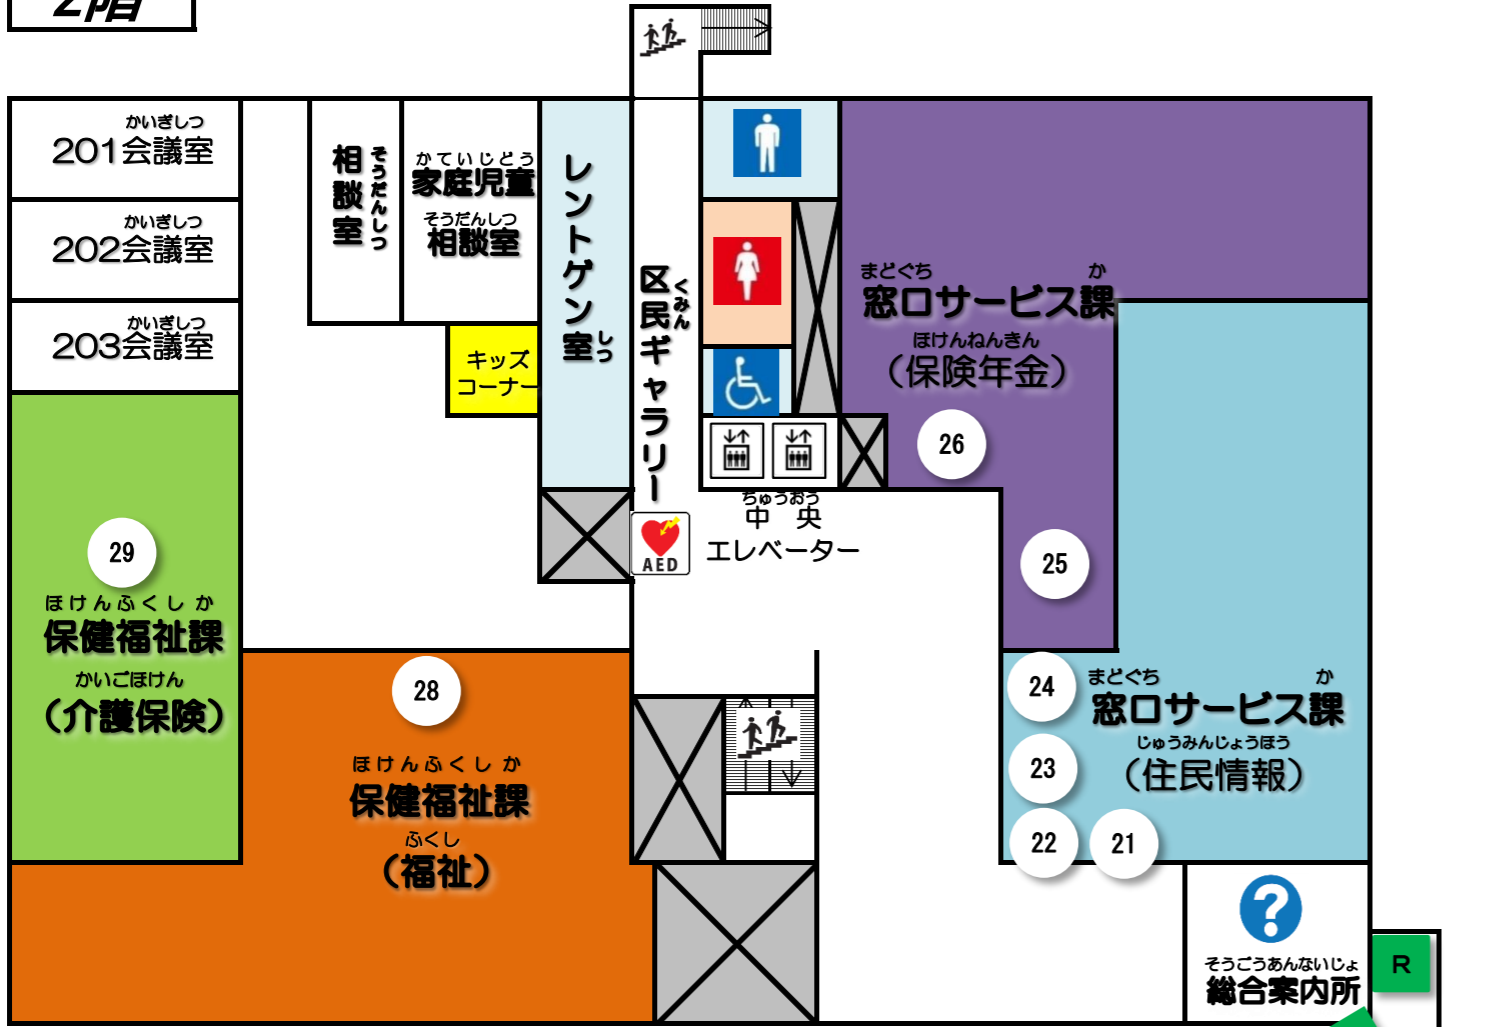 2階
かいぎしつ
201会議室
かいぎしつ
202会議室
かいぎしつ
203会議室
相談室
そうだんしつ
かていじどう
家庭児童
そうだんしつ
相談室
キッズ
コーナー
レントゲン室
しつ
区民ギャラリー
くみん
AED
ちゅうおう
中 央
エレベーター
まどぐち か
窓口サービス課
ほけんねんきん
（保険年金）
26
25
24
まどぐち か
窓口サービス課
じゅうみんじょうほう
（住民情報）
23
22
21
29
ほけんふくしか
保健福祉課
かいごほけん
（介護保険）
28
ほけんふくしか
保健福祉課
ふくし
（福祉）
?
そうごうあんないじょ
総合案内所
R